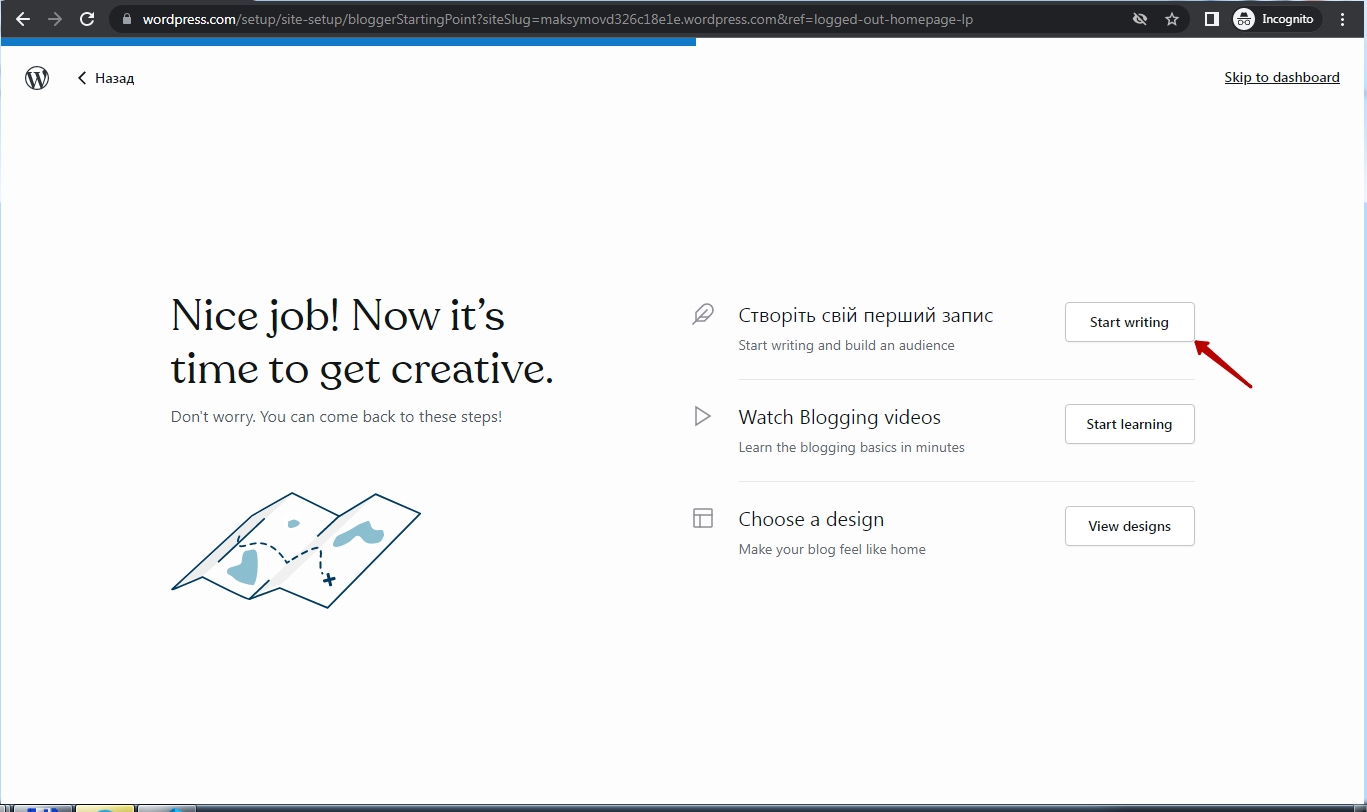 wordpress.com/setup/site-setup/bloggerStartingPoint?siteSlug=maksymovd326c18e1e.wordpress.com&ref=logged-out-homepage-lp
Incognito
Назад
Skip to dashboard
Nice job! Now it’s
time to get creative.
Don't worry. You can come back to these steps!
Створіть свій перший запис
Start writing and build an audience
Start writing
Watch Blogging videos
Learn the blogging basics in minutes
Start learning
Choose a design
Make your blog feel like home
View designs